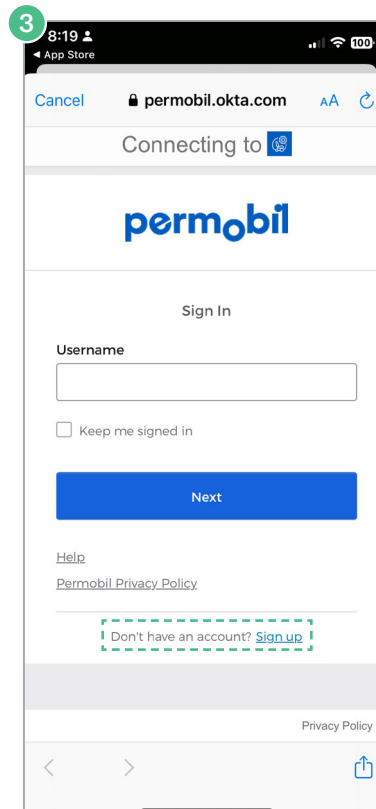 3
8:19
100
◀ App Store
Cancel
permobil.okta.com
AA
Connecting to
permobil
Sign In
Username
Keep me signed in
Next
Help
Permobil Privacy Policy
Don't have an account? Sign up
Privacy Policy